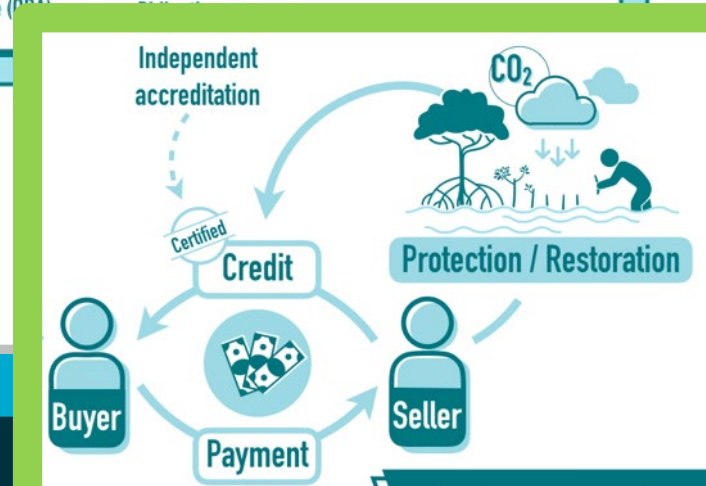 Independent
accreditation
CO₂
Certified
Credit
Protection / Restoration
Buyer
Seller
Payment